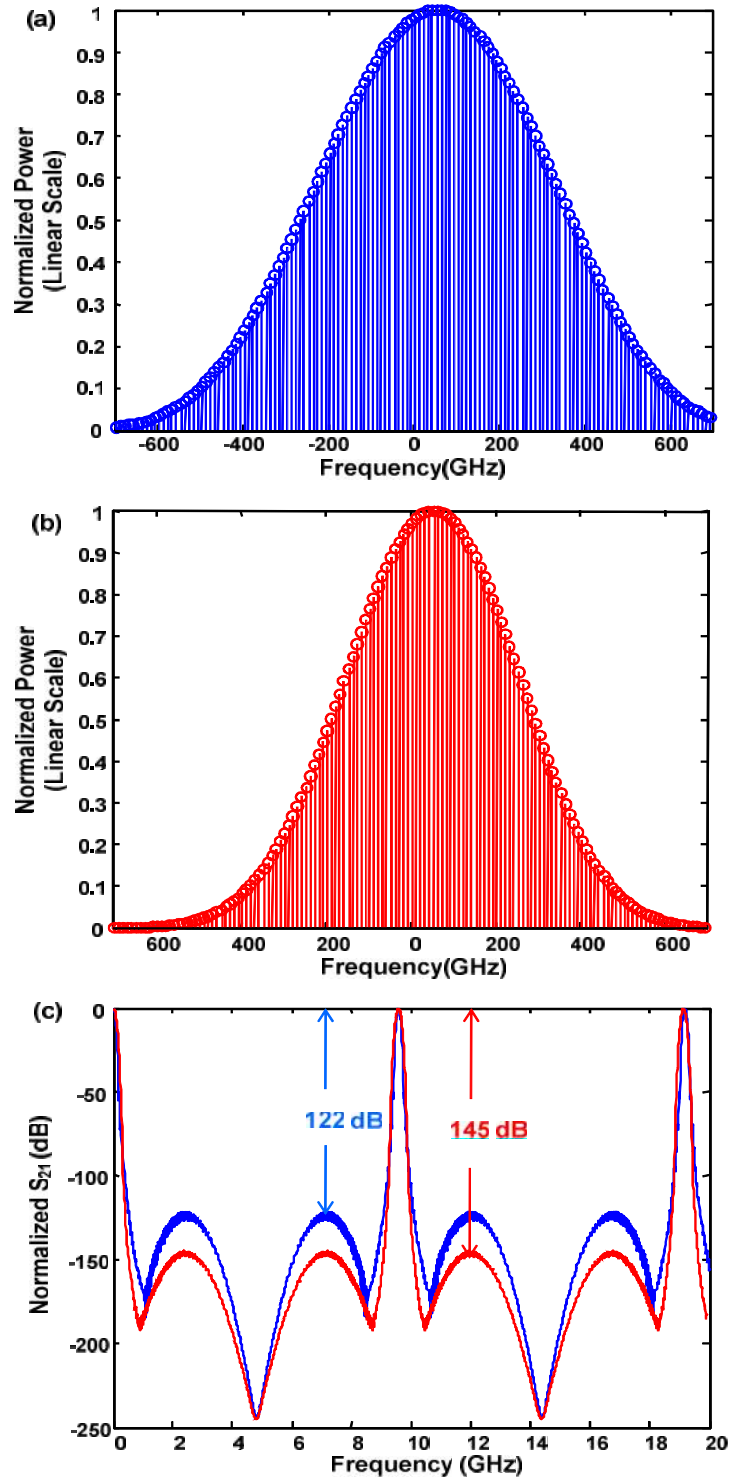 (a)
Normalized Power
(Linear Scale)
1
0.9
0.8
0.7
0.6
0.5
0.4
0.3
0.2
0.1
0
-600 -400 -200 0 200 400 600
Frequency(GHz)
(b)
Normalized Power
(Linear Scale)
1
0.9
0.8
0.7
0.6
0.5
0.4
0.3
0.2
0.1
0
600 400 200 0 200 400 600
Frequency(GHz)
(c)
Normalized S21 (dB)
0
-50
-100
-150
-200
-250
122 dB
145 dB
0 2 4 6 8 10 12 14 16 18 20
Frequency (GHz)